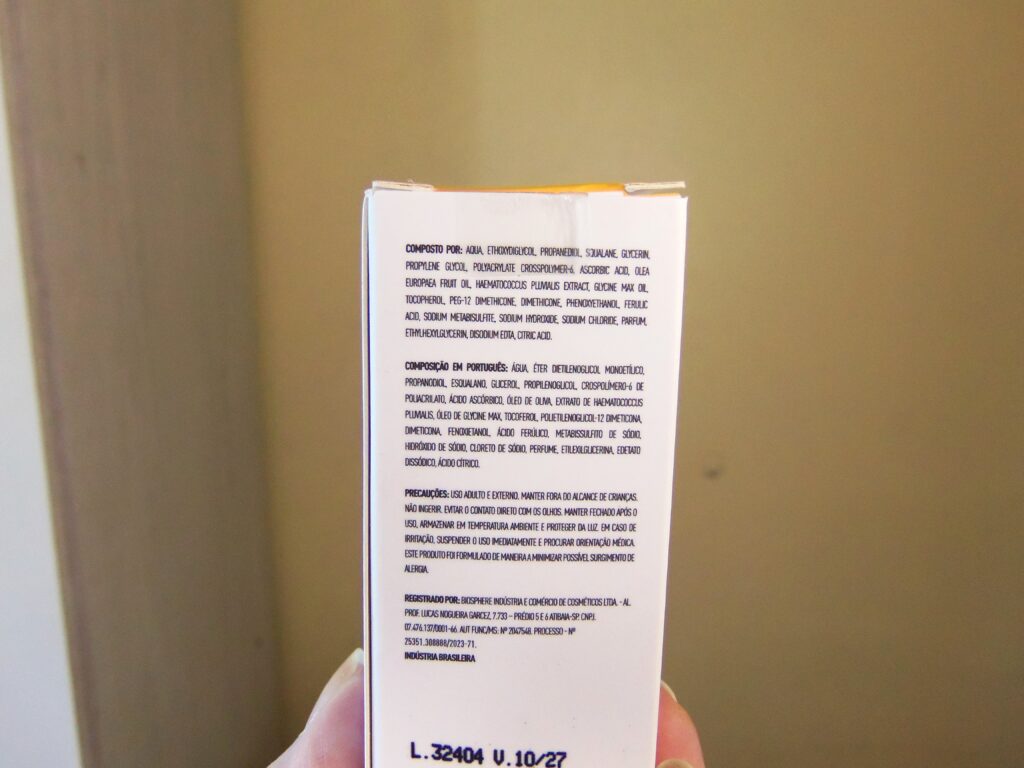 COMPOSTO POR: AQUA, ETHOXYDIGLYCOL, PROPANEDIOL, SQUALANE, GLYCERIN,
PROPYLENE GLYCOL, POLYACRYLATE CROSSPOLYMER-6, ASCORBIC ACID, OLEA
EUROPAEA FRUIT OIL, HAEMATOCOCCUS PLUVIALIS EXTRACT, GLYCINE MAX OIL,
TOCOPHEROL, PEG-12 DIMETHICONE, DIMETHICONE, PHENOXYETHANOL, FERULIC
ACID, SODIUM METABISULFITE, SODIUM HYDROXIDE, SODIUM CHLORIDE, PARFUM,
ETHYLHEXYLGLYCERIN, DISODIUM EDTA, CITRIC ACID.
COMPOSIÇÃO EM PORTUGUÊS: ÁGUA, ÉTER DIETILENOGLICOL MONOETÍLICO,
PROPANODIOL, ESQUALANO, GLICEROL, PROPILENOGLICOL, CROSPOLÍMERO-6 DE
POLIACRILATO, ÁCIDO ASCÓRBICO, ÓLEO DE OLIVA, EXTRATO DE HAEMATOCOCCUS
PLUVIALIS, ÓLEO DE GLYCINE MAX, TOCOFEROL, POLIETILENOGLICOL-12 DIMETICONA,
DIMETICONA, FENOXIETANOL, ÁCIDO FERÚLICO, METABISSULFITO DE SÓDIO,
HIDRÓXIDO DE SÓDIO, CLORETO DE SÓDIO, PERFUME, ETILEXILGLICERINA, EDETATO
DISSÓDICO, ÁCIDO CÍTRICO.
PRECAUÇÕES: USO ADULTO E EXTERNO. MANTER FORA DO ALCANCE DE CRIANÇAS.
NÃO INGERIR. EVITAR O CONTATO DIRETO COM OS OLHOS. MANTER FECHADO APÓS O
USO, ARMAZENAR EM TEMPERATURA AMBIENTE E PROTEGER DA LUZ. EM CASO DE
IRRITAÇÃO, SUSPENDER O USO IMEDIATAMENTE E PROCURAR ORIENTAÇÃO MÉDICA.
ESTE PRODUTO FOI FORMULADO DE MANEIRA A MINIMIZAR POSSÍVEL SURGIMENTO DE
ALERGIA.
REGISTRADO POR: BIOSPHERE INDÚSTRIA E COMÉRCIO DE COSMÉTICOS LTDA. - AL.
PROF. LUCAS NOGUEIRA GARCEZ, 7.733 – PRÉDIO 5 E 6 ATIBAIA-SP. CNPJ.
07.476.137/0001-66. AUT FUNC/MS: Nº 2047548. PROCESSO - Nº
25351.308888/2023-71.
INDÚSTRIA BRASILEIRA
L.32404 V.10/27